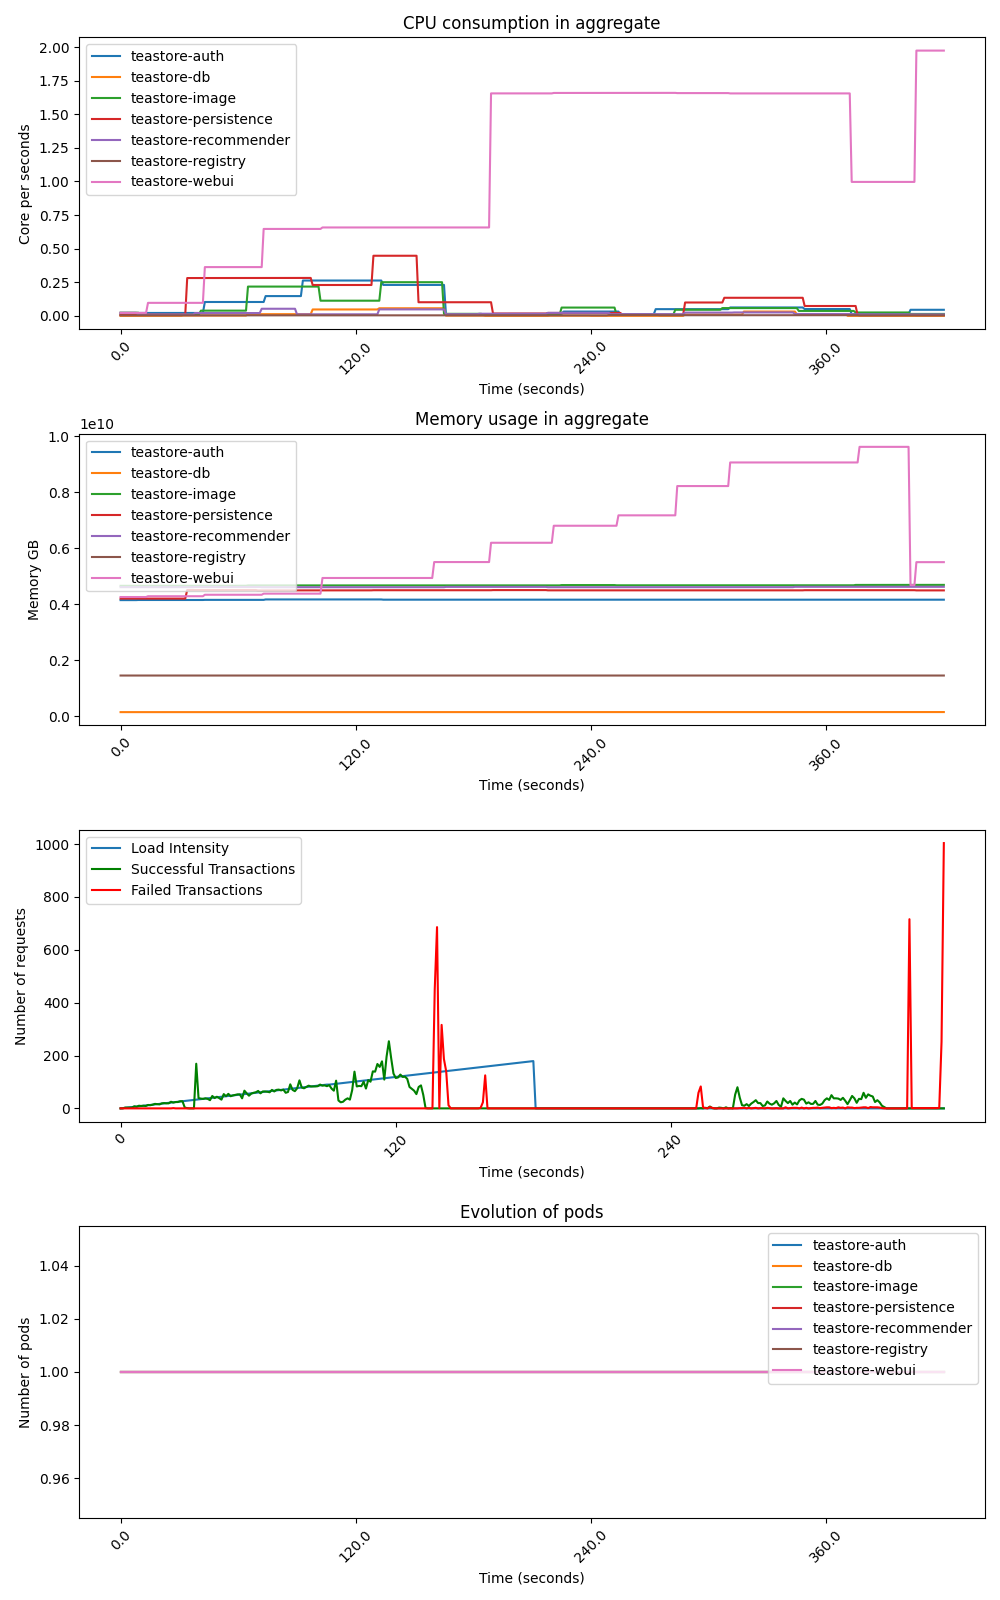 CPU consumption in aggregate
2.00
1.75
1.50
1.25
1.00
0.75
0.50
0.25
0.00
Core per seconds
teastore-auth
teastore-db
teastore-image
teastore-persistence
teastore-recommender
teastore-registry
teastore-webui
0.0
120.0
240.0
360.0
Time (seconds)
Memory usage in aggregate
1e10
1.0
0.8
0.6
0.4
0.2
0.0
Memory GB
teastore-auth
teastore-db
teastore-image
teastore-persistence
teastore-recommender
teastore-registry
teastore-webui
0.0
120.0
240.0
360.0
Time (seconds)
1000
800
600
400
200
0
Number of requests
Load Intensity
Successful Transactions
Failed Transactions
0
120
240
Time (seconds)
Evolution of pods
1.04
1.02
1.00
0.98
0.96
Number of pods
teastore-auth
teastore-db
teastore-image
teastore-persistence
teastore-recommender
teastore-registry
teastore-webui
0.0
120.0
240.0
360.0
Time (seconds)